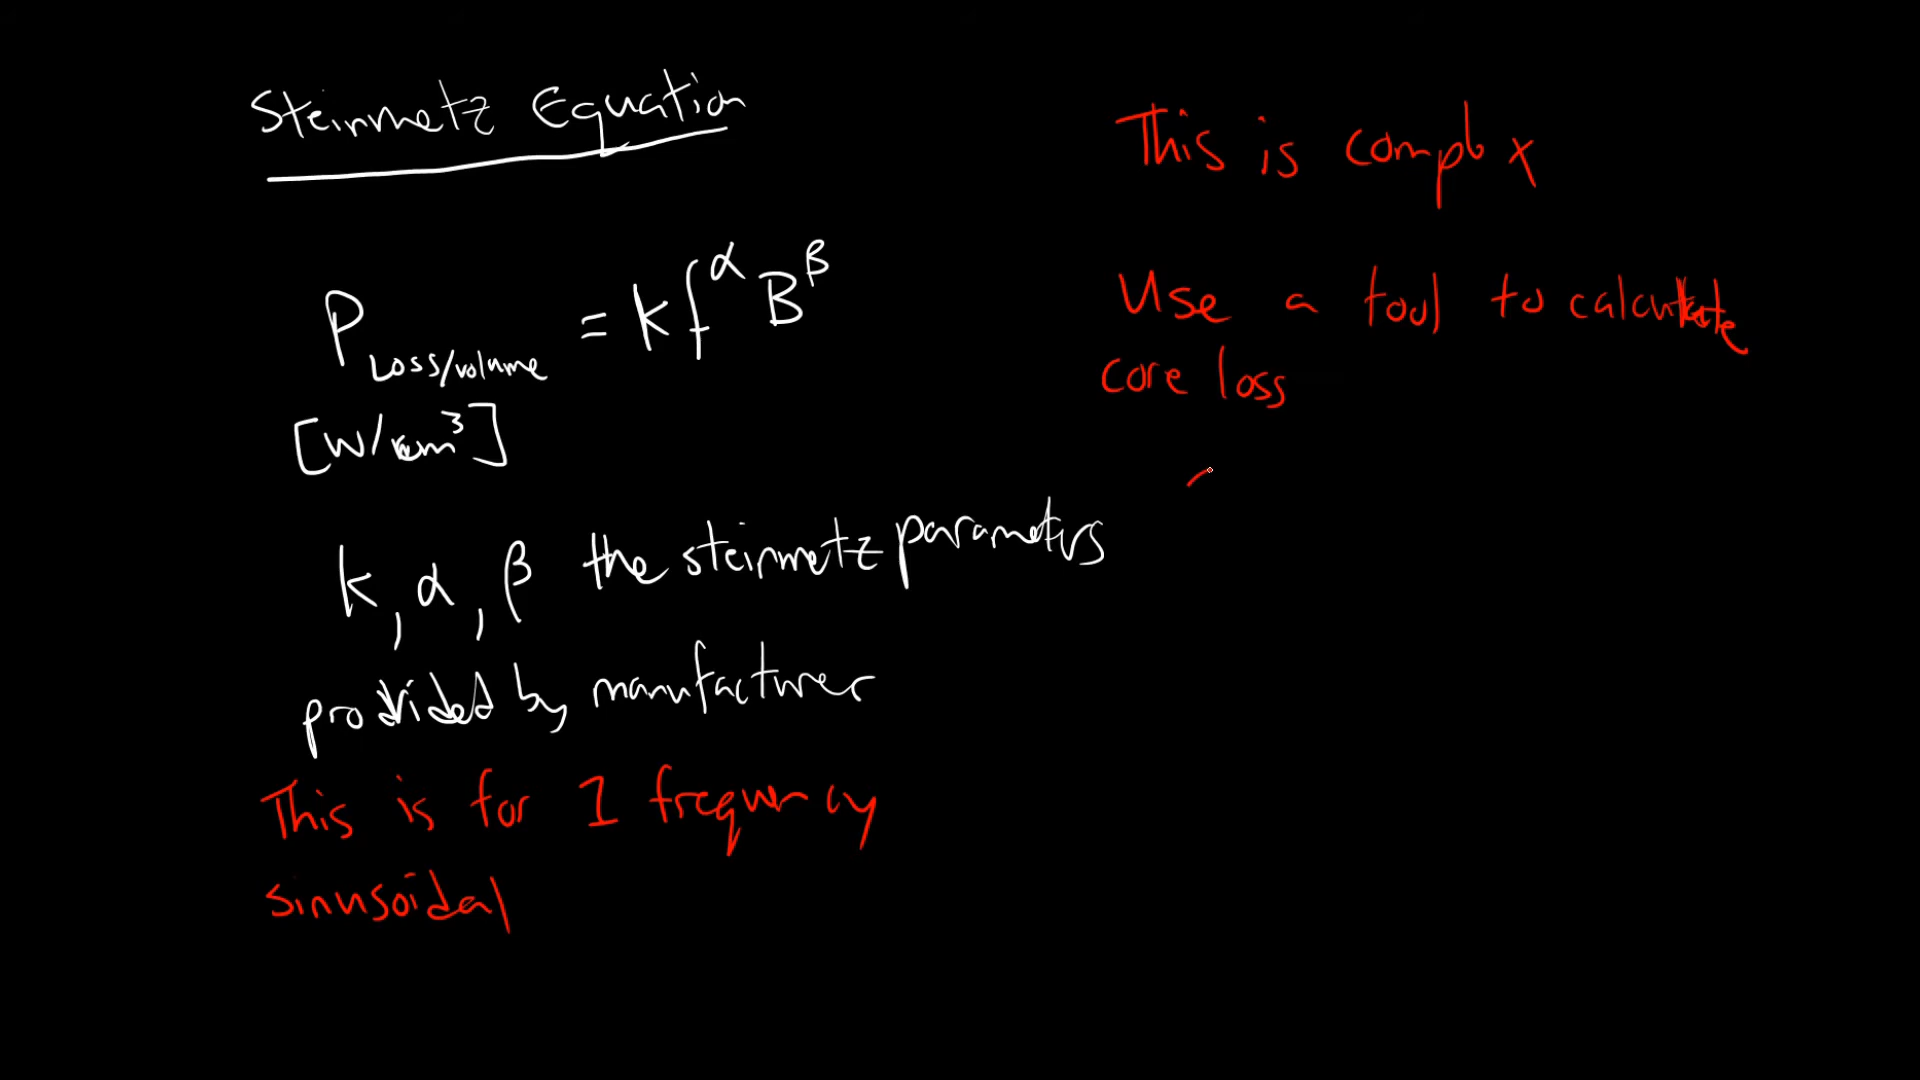 Steinmetz Equation
P Loss/volume = k f^α B^β
[W/cm³]
k, α, β the steinmetz parameters
provided by manufacturer
This is for 1 frequency
sinusoidal
This is complex
Use a tool to calculate
core loss